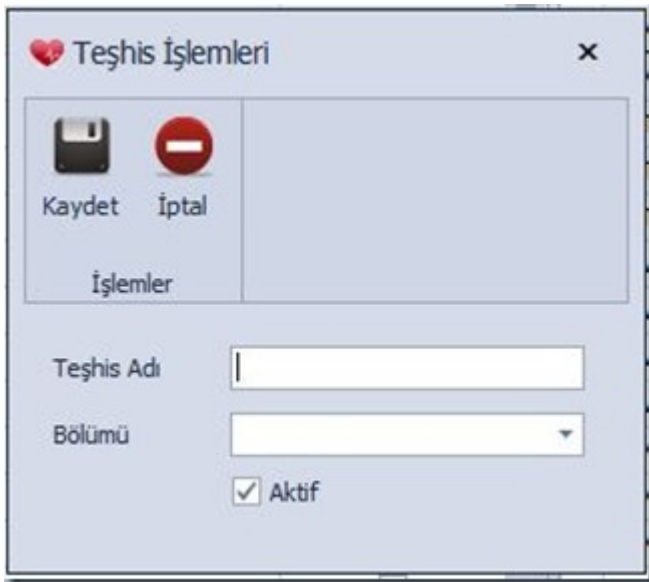 Teşhis İşlemleri
Kaydet İptal
İşlemler
Teşhis Adı
Bölümü
Aktif